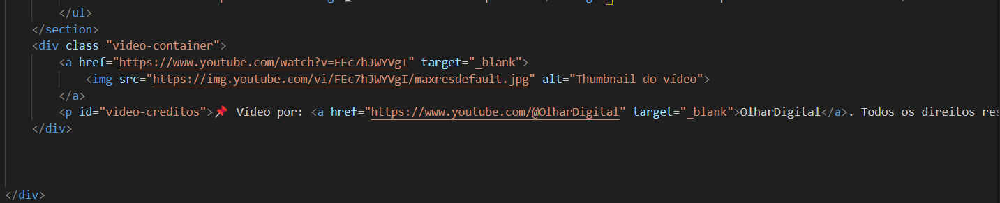 </ul>
</section>
<div class="video-container">
<a href="https://www.youtube.com/watch?v=FEc7hJWYVgI" target="_blank">
<img src="https://img.youtube.com/vi/FEc7hJWYVgI/maxresdefault.jpg" alt="Thumbnail do vídeo">
</a>
<p id="video-creditos">📌 Vídeo por: <a href="https://www.youtube.com/@OlharDigital" target="_blank">OlharDigital</a>. Todos os direitos res
</div>
</div>